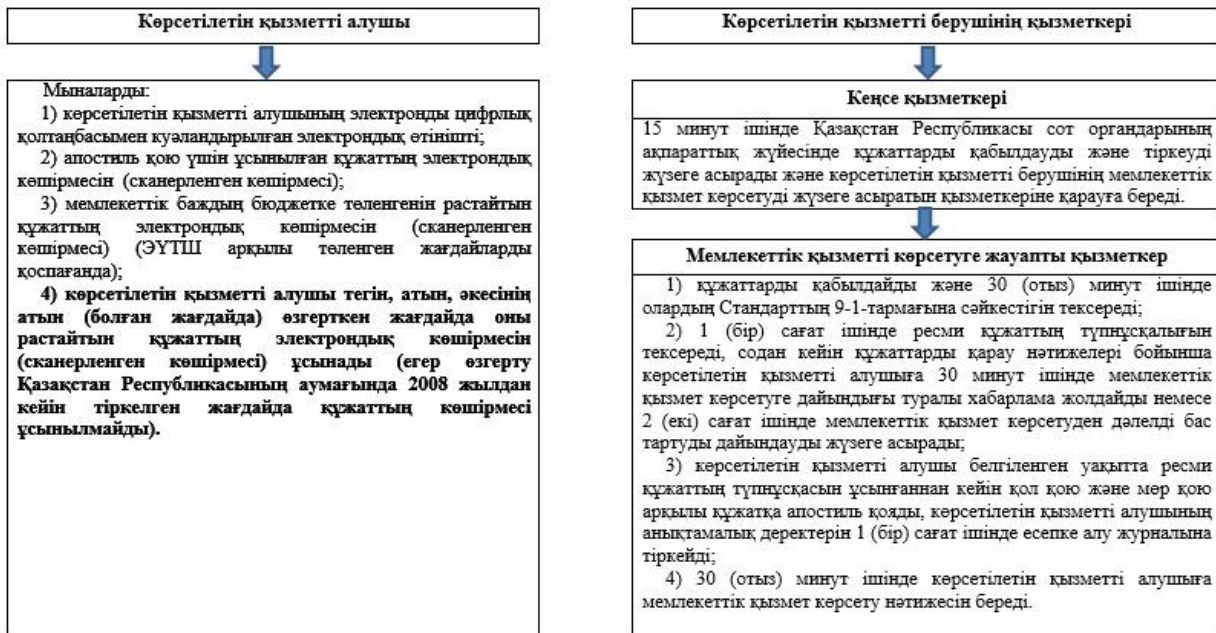 Көрсетілетін қызметті алушы
Мыналарды:
1) көрсетілетін қызметті алушының электронды цифрлық
қолтаңбасымен куәландырылған электрондық өтінішті;
2) апостиль қою үшін ұсынылған құжаттың электрондық
көшірмесін (сканерленген көшірмесі);
3) мемлекеттік баждың бюджетке төленгенін растайтын
құжаттың электрондық көшірмесін (сканерленген
көшірмесі) (ЭҮТШ арқылы төленген жағдайларды
қоспағанда);
4) көрсетілетін қызметті алушы тегін, атын, әкесінің
атын (болған жағдайда) өзгерткен жағдайда оны
растайтын құжаттың электрондық көшірмесін
(сканерленген көшірмесі) ұсынады (егер өзгерту
Қазақстан Республикасының аумағында 2008 жылдан
кейін тіркелген жағдайда құжаттың көшірмесі
ұсынылмайды).
Көрсетілетін қызметті берушінің қызметкері
Кеңсе қызметкері
15 минут ішінде Қазақстан Республикасы сот органдарының
ақпараттық жүйесінде құжаттарды қабылдауды және тіркеуді
жүзеге асырады және көрсетілетін қызметті берушінің мемлекеттік
қызмет көрсетуді жүзеге асыратын қызметкеріне қарауға береді.
Мемлекеттік қызметті көрсетуге жауапты қызметкер
1) құжаттарды қабылдайды және 30 (отыз) минут ішінде
олардың Стандарттың 9-1-тармағына сәйкестігін тексереді;
2) 1 (бір) сағат ішінде ресми құжаттың түпнұсқалығын
тексереді, содан кейін құжаттарды қарау нәтижелері бойынша
көрсетілетін қызметті алушыға 30 минут ішінде мемлекеттік
қызмет көрсетуге дайындығы туралы хабарлама жолдайды немесе
2 (екі) сағат ішінде мемлекеттік қызмет көрсетуден дәлелді бас
тартуды дайындауды жүзеге асырады;
3) көрсетілетін қызметті алушы белгіленген уақытта ресми
құжаттың түпнұсқасын ұсынғаннан кейін қол қою және мөр қою
арқылы құжатқа апостиль қояды, көрсетілетін қызметті алушының
анықтамалық деректерін 1 (бір) сағат ішінде есепке алу журналына
тіркейді;
4) 30 (отыз) минут ішінде көрсетілетін қызметті алушыға
мемлекеттік қызмет көрсету нәтижесін береді.